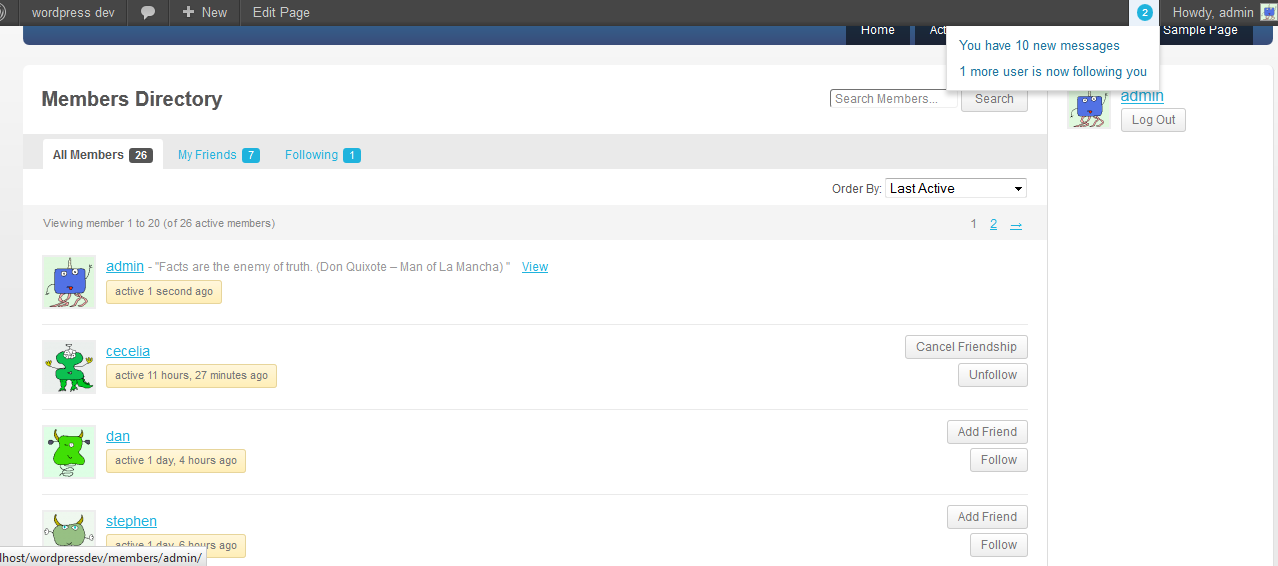 wordpress dev + New Edit Page 2 Howdy, admin
Home Sample Page
You have 10 new messages
1 more user is now following you
Members Directory
Search Members... Search
admin
Log Out
All Members 26 My Friends 7 Following 1
Order By: Last Active
Viewing member 1 to 20 (of 26 active members) 1 2 →
admin - "Facts are the enemy of truth. (Don Quixote – Man of La Mancha) " View
active 1 second ago
cecelia
Cancel Friendship
active 11 hours, 27 minutes ago
Unfollow
dan
Add Friend
active 1 day, 4 hours ago
Follow
stephen
Add Friend
active 1 day, 6 hours ago
Follow
lhost/wordpressdev/members/admin/